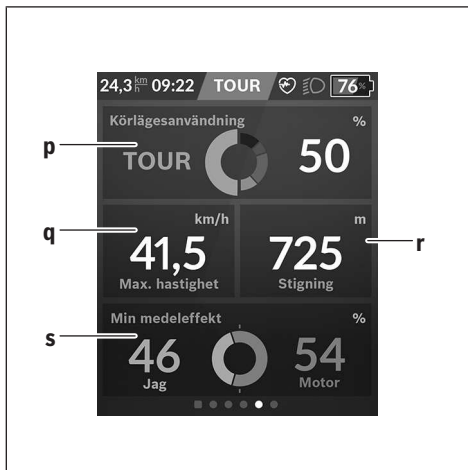 24,3 km/h 09:22 TOUR 76%
Körlägesanvändning %
p
TOUR 50
q
km/h
41,5
Max. hastighet
m
725
Stigning
r
Min medeleffekt %
s
46 54
Jag Motor